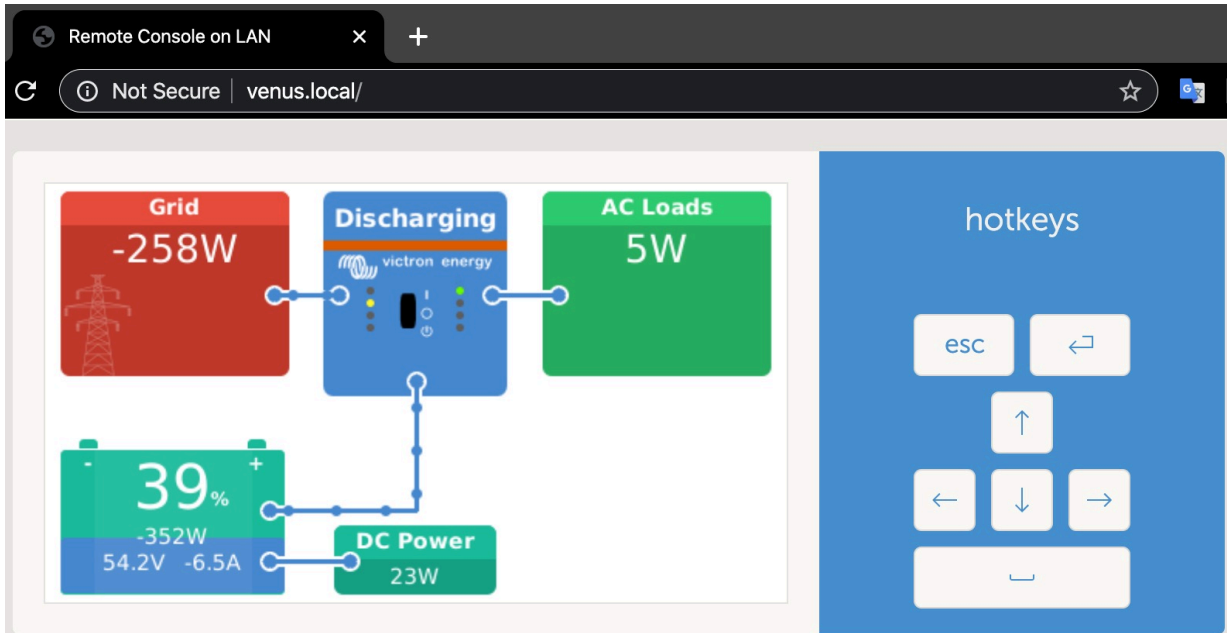 Remote Console on LAN
Not Secure venus.local/
Grid
-258W
Discharging
victron energy
AC Loads
5W
39%
- +
-352W
54.2V -6.5A
DC Power
23W
hotkeys
esc